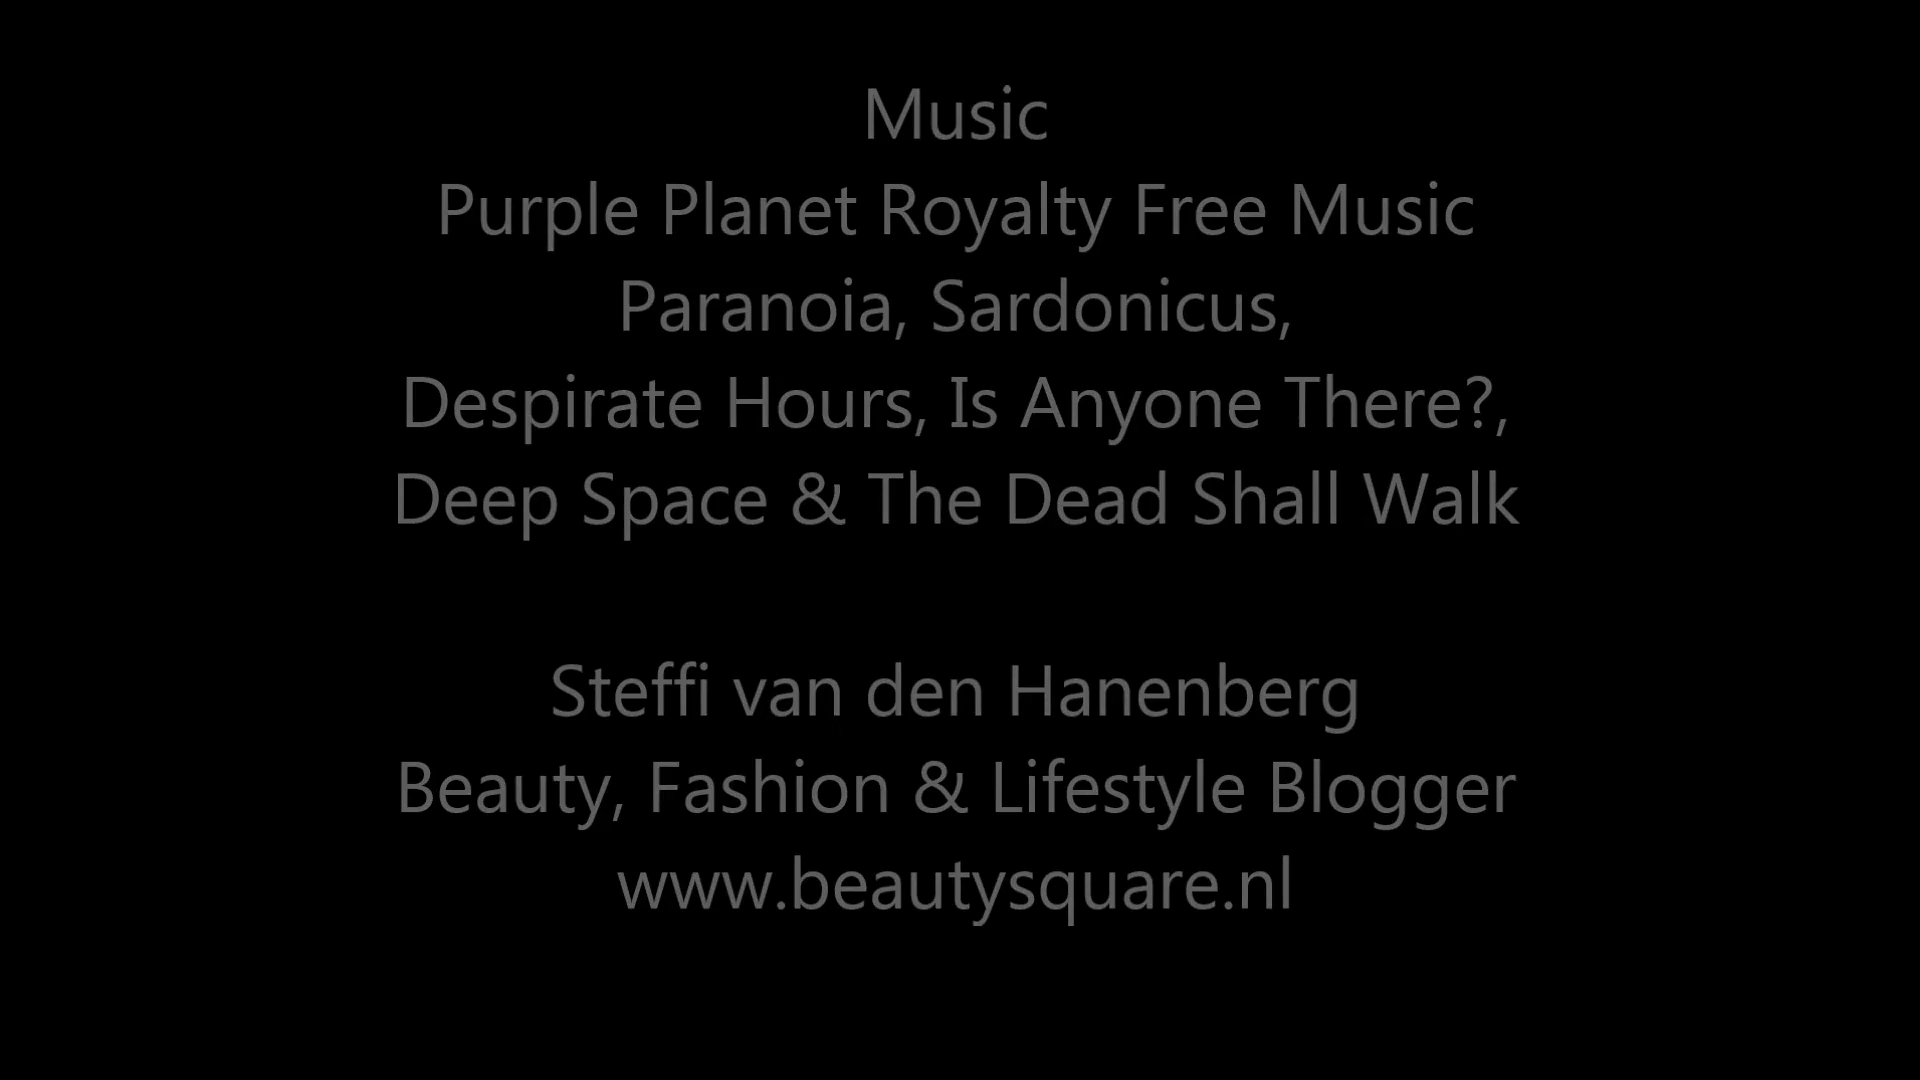 Music
Purple Planet Royalty Free Music
Paranoia, Sardonicus,
Despirate Hours, Is Anyone There?,
Deep Space & The Dead Shall Walk
Steffi van den Hanenberg
Beauty, Fashion & Lifestyle Blogger
www.beautysquare.nl